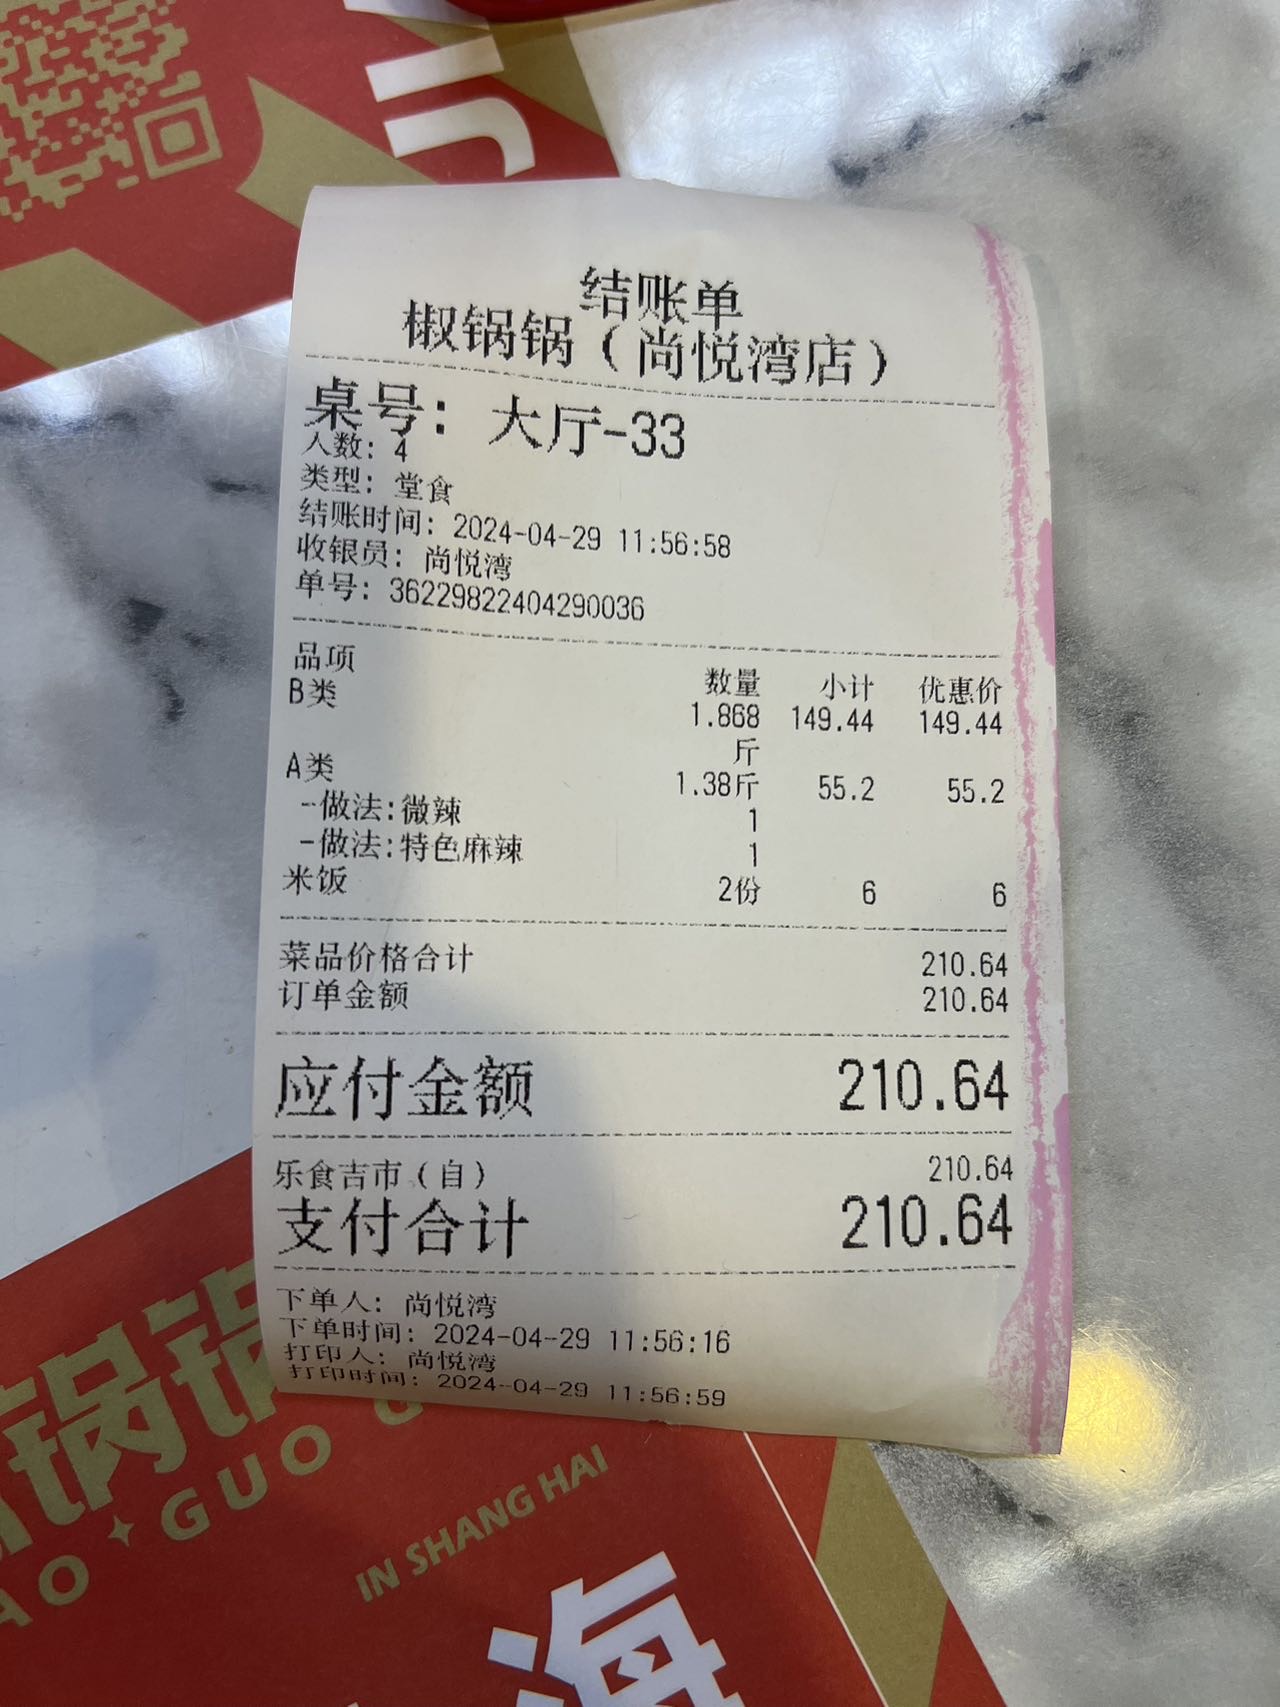 结账单
椒锅锅（尚悦湾店）
桌号：大厅-33
人数：4
类型：堂食
结账时间：2024-04-29 11:56:58
收银员：尚悦湾
单号：36229822404290036
品项 数量 小计 优惠价
B类 1.868斤 149.44 149.44
A类 1.38斤 55.2 55.2
-做法:微辣 1
-做法:特色麻辣 1
米饭 2份 6 6
菜品价格合计 210.64
订单金额 210.64
应付金额 210.64
乐食吉市（自） 210.64
支付合计 210.64
下单人：尚悦湾
下单时间：2024-04-29 11:56:16
打印人：尚悦湾
打印时间：2024-04-29 11:56:59
锅锅
GUO
IN SHANG HAI
海